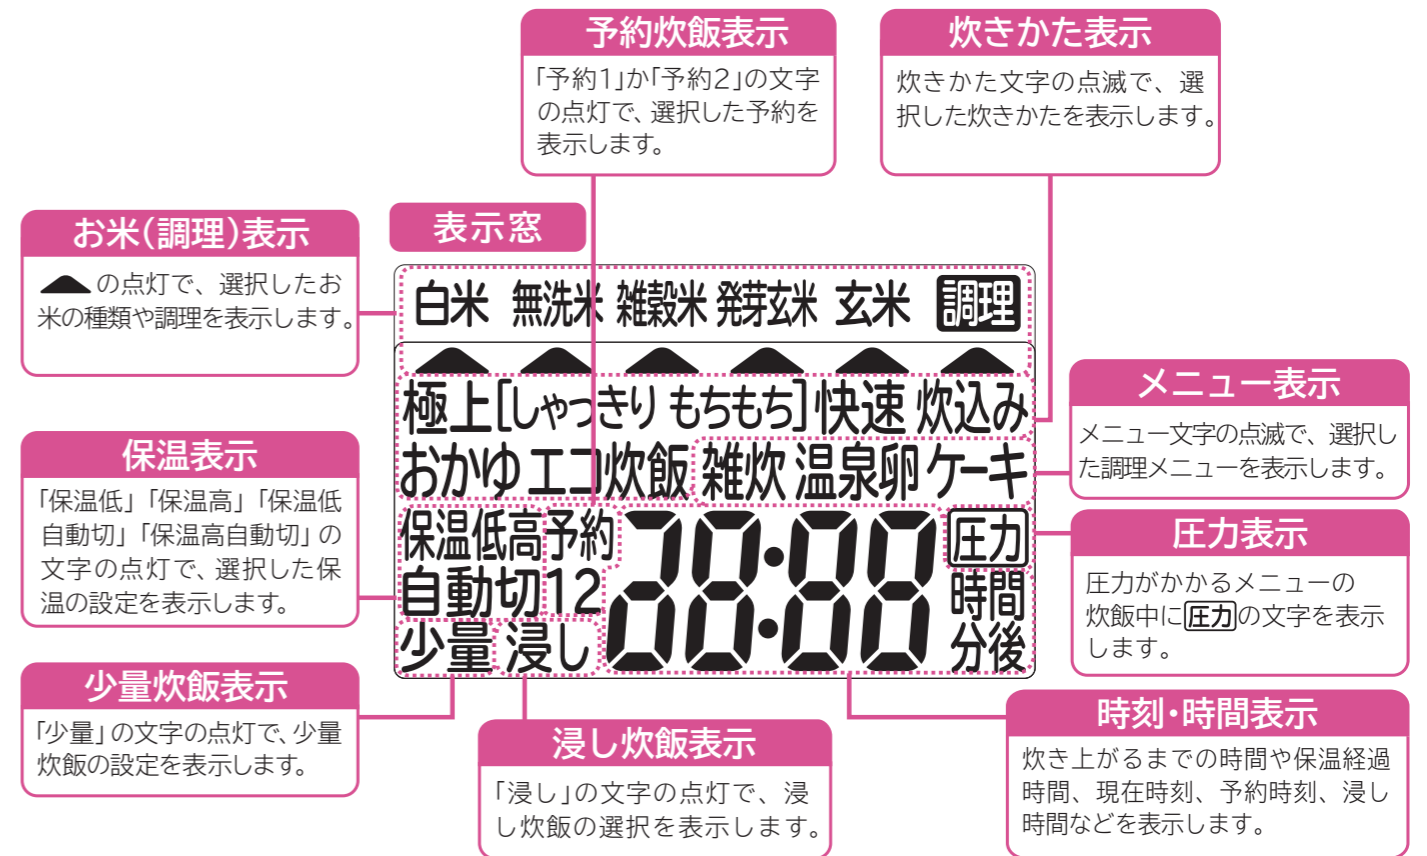 予約炊飯表示
「予約1」か「予約2」の文字
の点灯で、選択した予約を
表示します。
炊きかた表示
炊きかた文字の点滅で、選
択した炊きかたを表示します。
お米(調理)表示
▲の点灯で、選択したお
米の種類や調理を表示します。
表示窓
白米 無洗米 雑穀米 発芽玄米 玄米 調理
極上[しゃっきり もちもち]快速 炊込み
おかゆ エコ炊飯 雑炊 温泉卵 ケーキ
保温低高 予約 38:88 圧力
自動切 12 時間
少量 浸し 分後
保温表示
「保温低」「保温高」「保温低
自動切」「保温高自動切」の
文字の点灯で、選択した保
温の設定を表示します。
メニュー表示
メニュー文字の点滅で、選択し
た調理メニューを表示します。
圧力表示
圧力がかかるメニューの
炊飯中に圧力の文字を表示
します。
少量炊飯表示
「少量」の文字の点灯で、少量
炊飯の設定を表示します。
浸し炊飯表示
「浸し」の文字の点灯で、浸
し炊飯の選択を表示します。
時刻・時間表示
炊き上がるまでの時間や保温経過
時間、現在時刻、予約時刻、浸し
時間などを表示します。